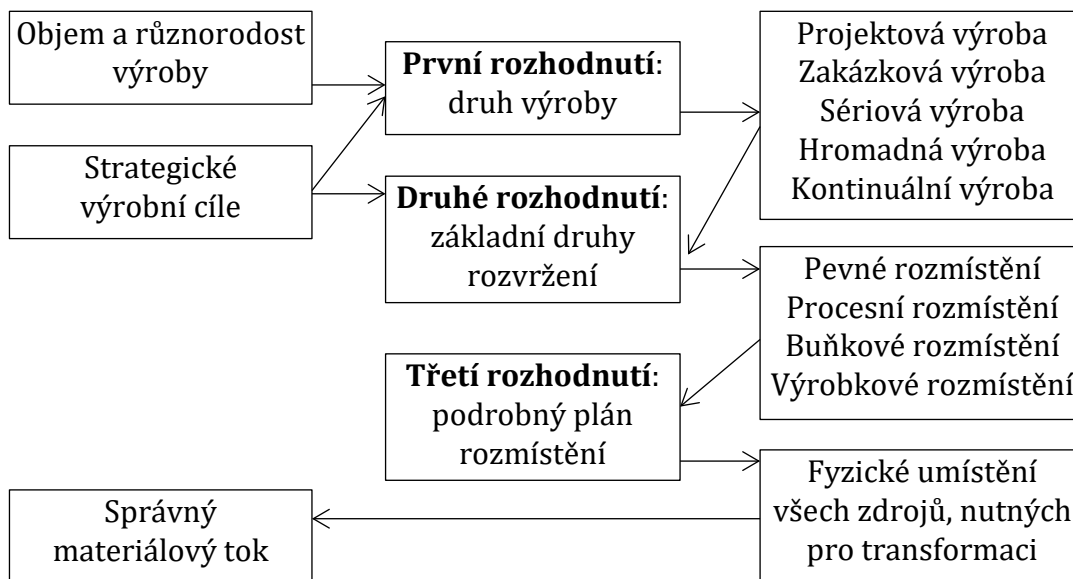 Objem a různorodost
výroby
Strategické
výrobní cíle
První rozhodnutí:
druh výroby
Druhé rozhodnutí:
základní druhy
rozvržení
Třetí rozhodnutí:
podrobný plán
rozmístění
Projektová výroba
Zakázková výroba
Sériová výroba
Hromadná výroba
Kontinuální výroba
Pevné rozmístění
Procesní rozmístění
Buňkové rozmístění
Výrobkové rozmístění
Fyzické umístění
všech zdrojů, nutných
pro transformaci
Správný
materiálový tok